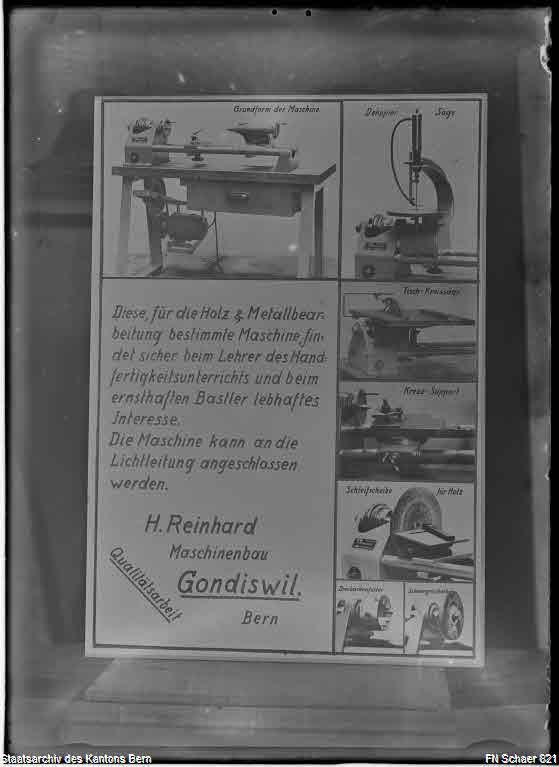 Grundform der Maschine
Dekopier Säge
Tisch-Kreissäge
Kreuz-Support
Schleifscheibe für Holz
Diese, für die Holz & Metallbear-
beitung bestimmte Maschine, fin-
det sicher beim Lehrer des Hand-
fertigkeitsunterrichts und beim
ernsthaften Bastler lebhaftes
Interesse.
Die Maschine kann an die
Lichtleitung angeschlossen
werden.
H. Reinhard
Maschinenbau
Gondiswil.
Bern
Qualitätsarbeit
Staatsarchiv des Kantons Bern
FN Schaer 821